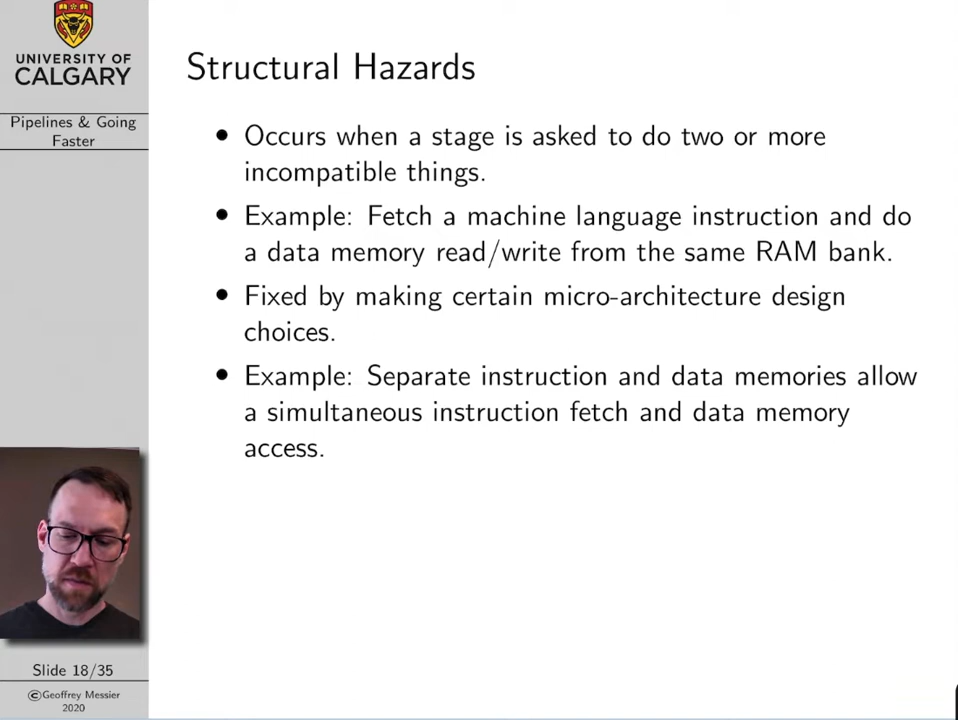 UNIVERSITY OF
CALGARY
Pipelines & Going
Faster
Structural Hazards
• Occurs when a stage is asked to do two or more
incompatible things.
• Example: Fetch a machine language instruction and do
a data memory read/write from the same RAM bank.
• Fixed by making certain micro-architecture design
choices.
• Example: Separate instruction and data memories allow
a simultaneous instruction fetch and data memory
access.
Slide 18/35
©Geoffrey Messier
2020